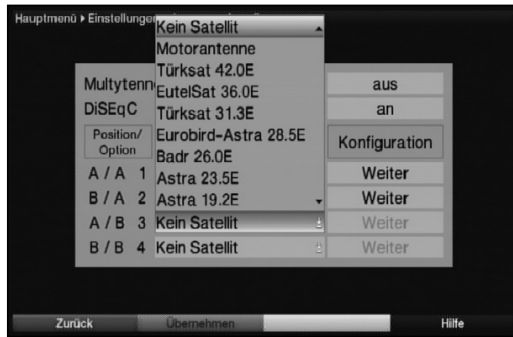 Hauptmenü ▸ Einstellunge
Kein Satellit
Motorantenne
Türksat 42.0E
EutelSat 36.0E
Türksat 31.3E
Eurobird-Astra 28.5E
Badr 26.0E
Astra 23.5E
Astra 19.2E
Multytenn aus
DiSEqC an
Position/
Option Konfiguration
A / A 1 Weiter
B / A 2 Weiter
A / B 3 Kein Satellit Weiter
B / B 4 Kein Satellit Weiter
Zurück Übernehmen Hilfe